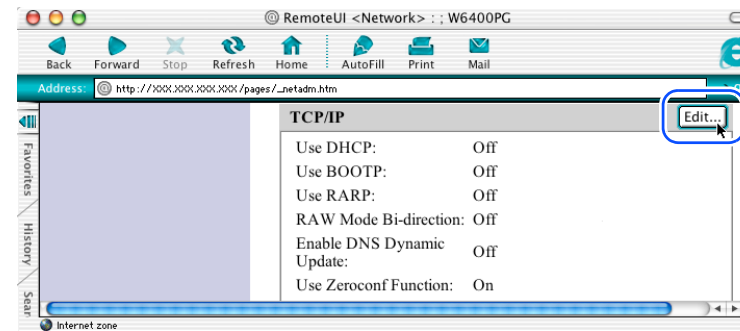 @ RemoteUI <Network> : ; W6400PG
Back Forward Stop Refresh Home AutoFill Print Mail
Address: @ http://XXX.XXX.XXX.XXX/pages/_netadm.htm
TCP/IP Edit...
Favorites
Use DHCP: Off
Use BOOTP: Off
Use RARP: Off
RAW Mode Bi-direction: Off
History
Enable DNS Dynamic
Update: Off
Use Zeroconf Function: On
Sear
Internet zone